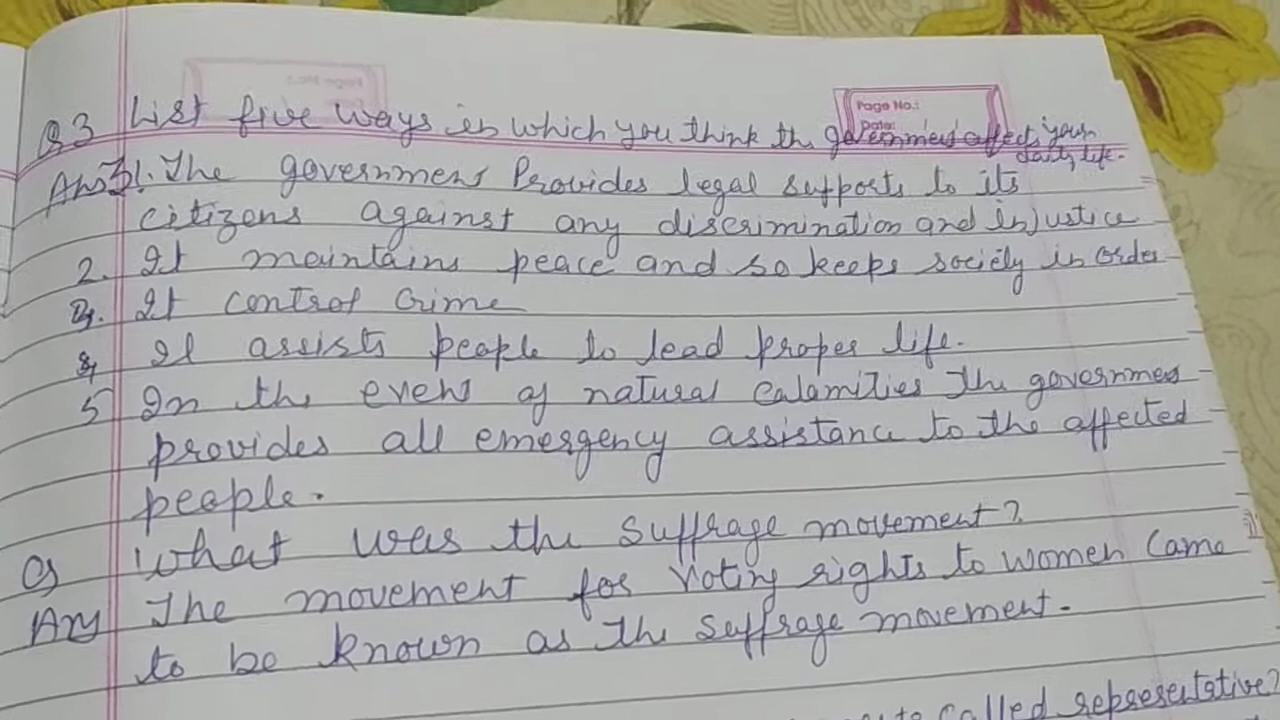 Page No.:
Date:
Q3 List five ways in which you think the government affects your
daily life.
Ans 3 1. The government Provides legal supports to its
citizens against any discrimination and injustice
2. It maintains peace and so keeps society in order
3. It control crime
4 It assists people to lead proper life.
5 In the event of natural calamities The government
provides all emergency assistance to the affected
people.
Q What was the suffrage movement?
Ans The movement for voting rights to women came
to be known as the suffrage movement.
called representative?